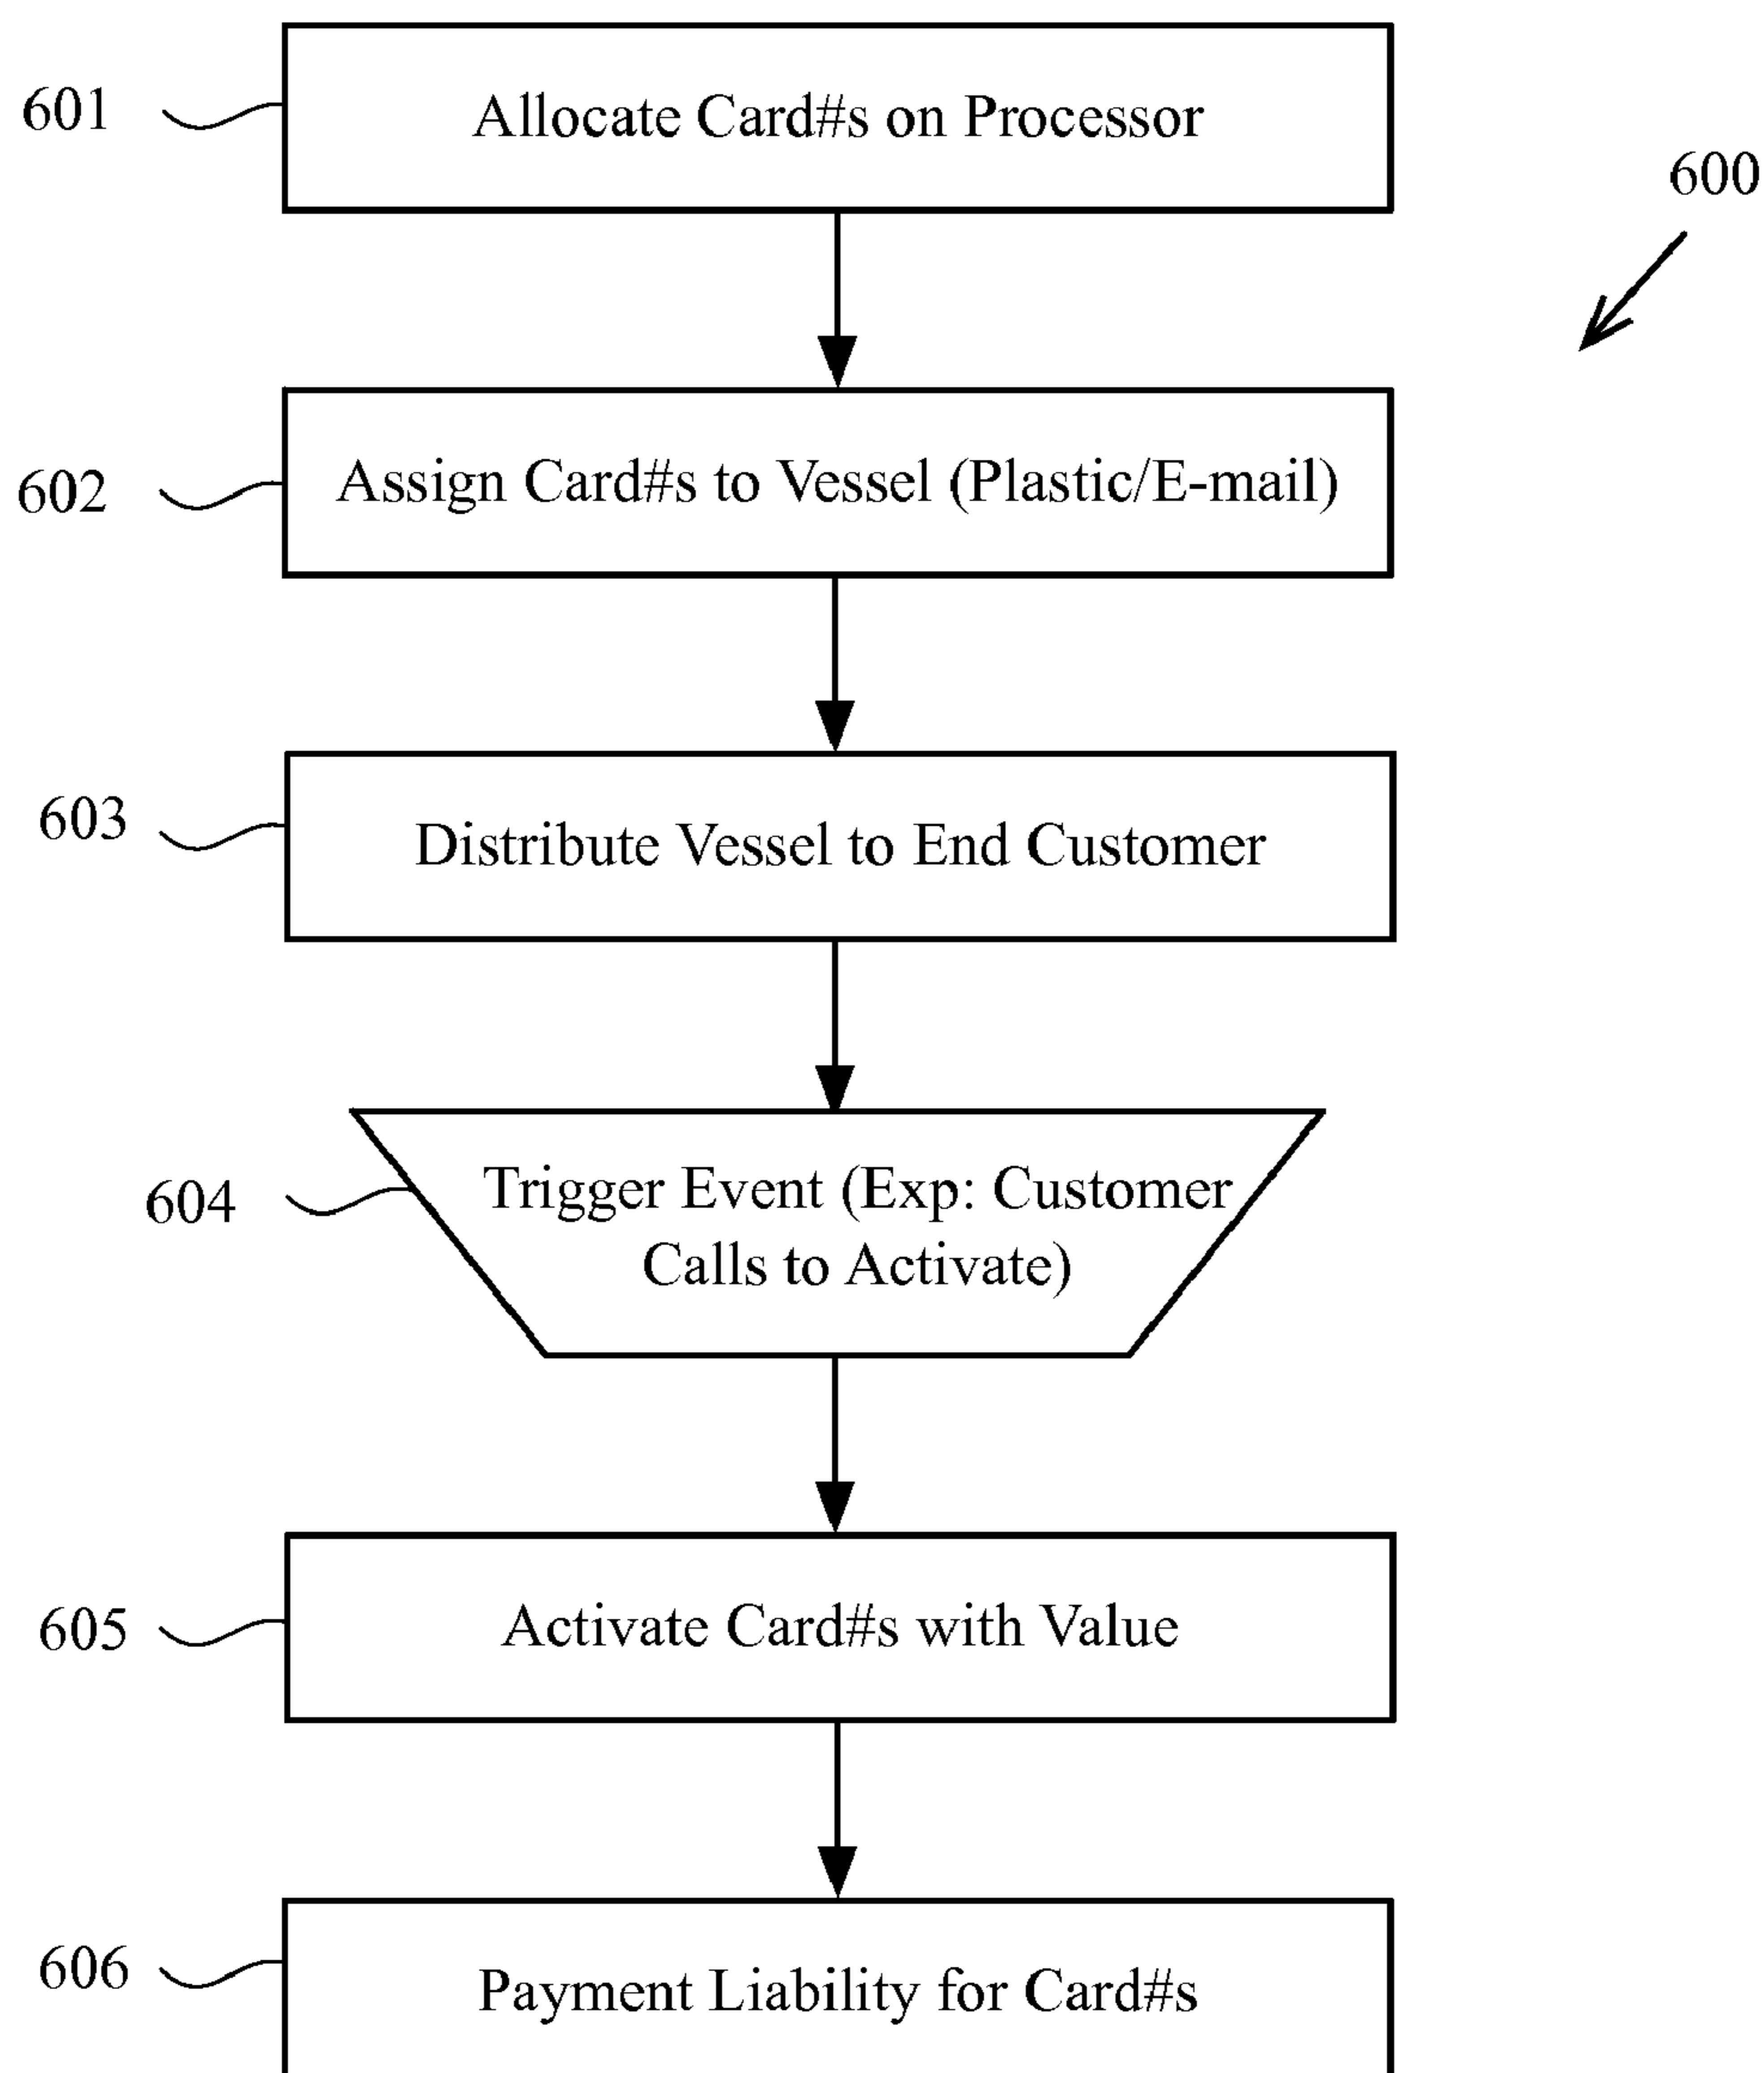 601
Allocate Card#s on Processor
600
602
Assign Card#s to Vessel (Plastic/E-mail)
603
Distribute Vessel to End Customer
604
Trigger Event (Exp: Customer
Calls to Activate)
605
Activate Card#s with Value
606
Payment Liability for Card#s